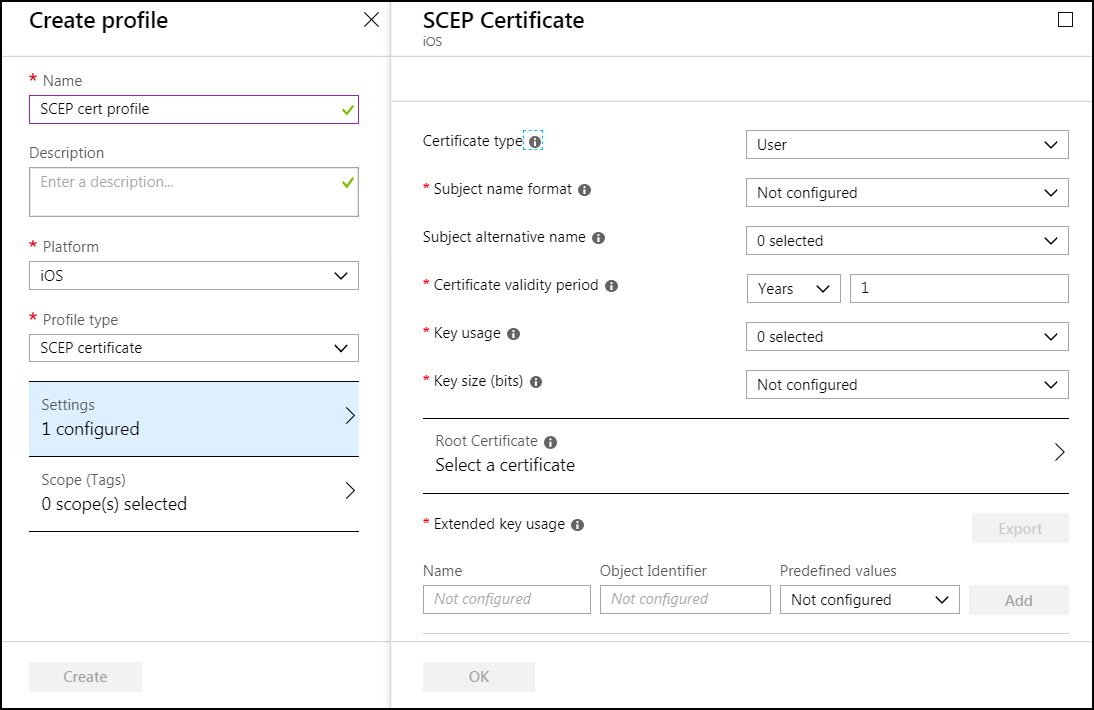 Create profile
* Name
SCEP cert profile
Description
Enter a description...
* Platform
iOS
* Profile type
SCEP certificate
Settings
1 configured
Scope (Tags)
0 scope(s) selected
Create
SCEP Certificate
iOS
Certificate type
User
* Subject name format
Not configured
Subject alternative name
0 selected
* Certificate validity period
Years 1
* Key usage
0 selected
* Key size (bits)
Not configured
Root Certificate
Select a certificate
* Extended key usage
Export
Name Object Identifier Predefined values
Not configured Not configured Not configured Add
OK